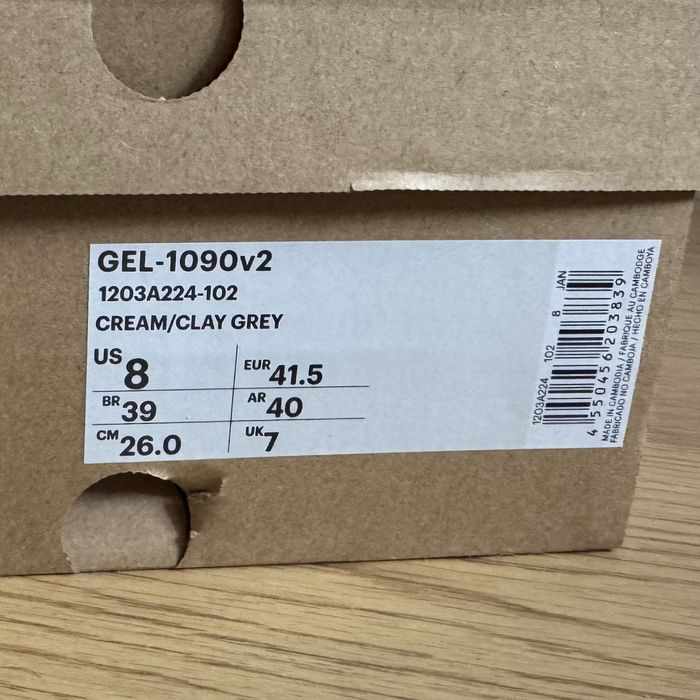 GEL-1090v2
1203A224-102
CREAM/CLAY GREY
US 8 EUR 41.5
BR 39 AR 40
CM 26.0 UK 7
1203A224 102 8 JAN
4 550456 203839
MADE IN CAMBODIA / FABRIQUE AU CAMBODGE
FABRICADO NO CAMBOJA / HECHO EN CAMBOYA